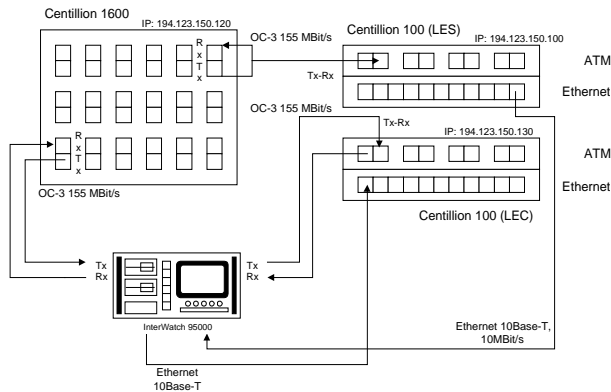 Centillion 1600
IP: 194.123.150.120
R
x
T
x
R
x
T
x
OC-3 155 MBit/s
OC-3 155 MBit/s
Tx-Rx
OC-3 155 MBit/s
Centillion 100 (LES)
IP: 194.123.150.100
ATM
Ethernet
Tx-Rx
IP: 194.123.150.130
ATM
Ethernet
Centillion 100 (LEC)
Tx
Rx
Tx
Rx
InterWatch 95000
Ethernet
10Base-T
Ethernet 10Base-T,
10MBit/s